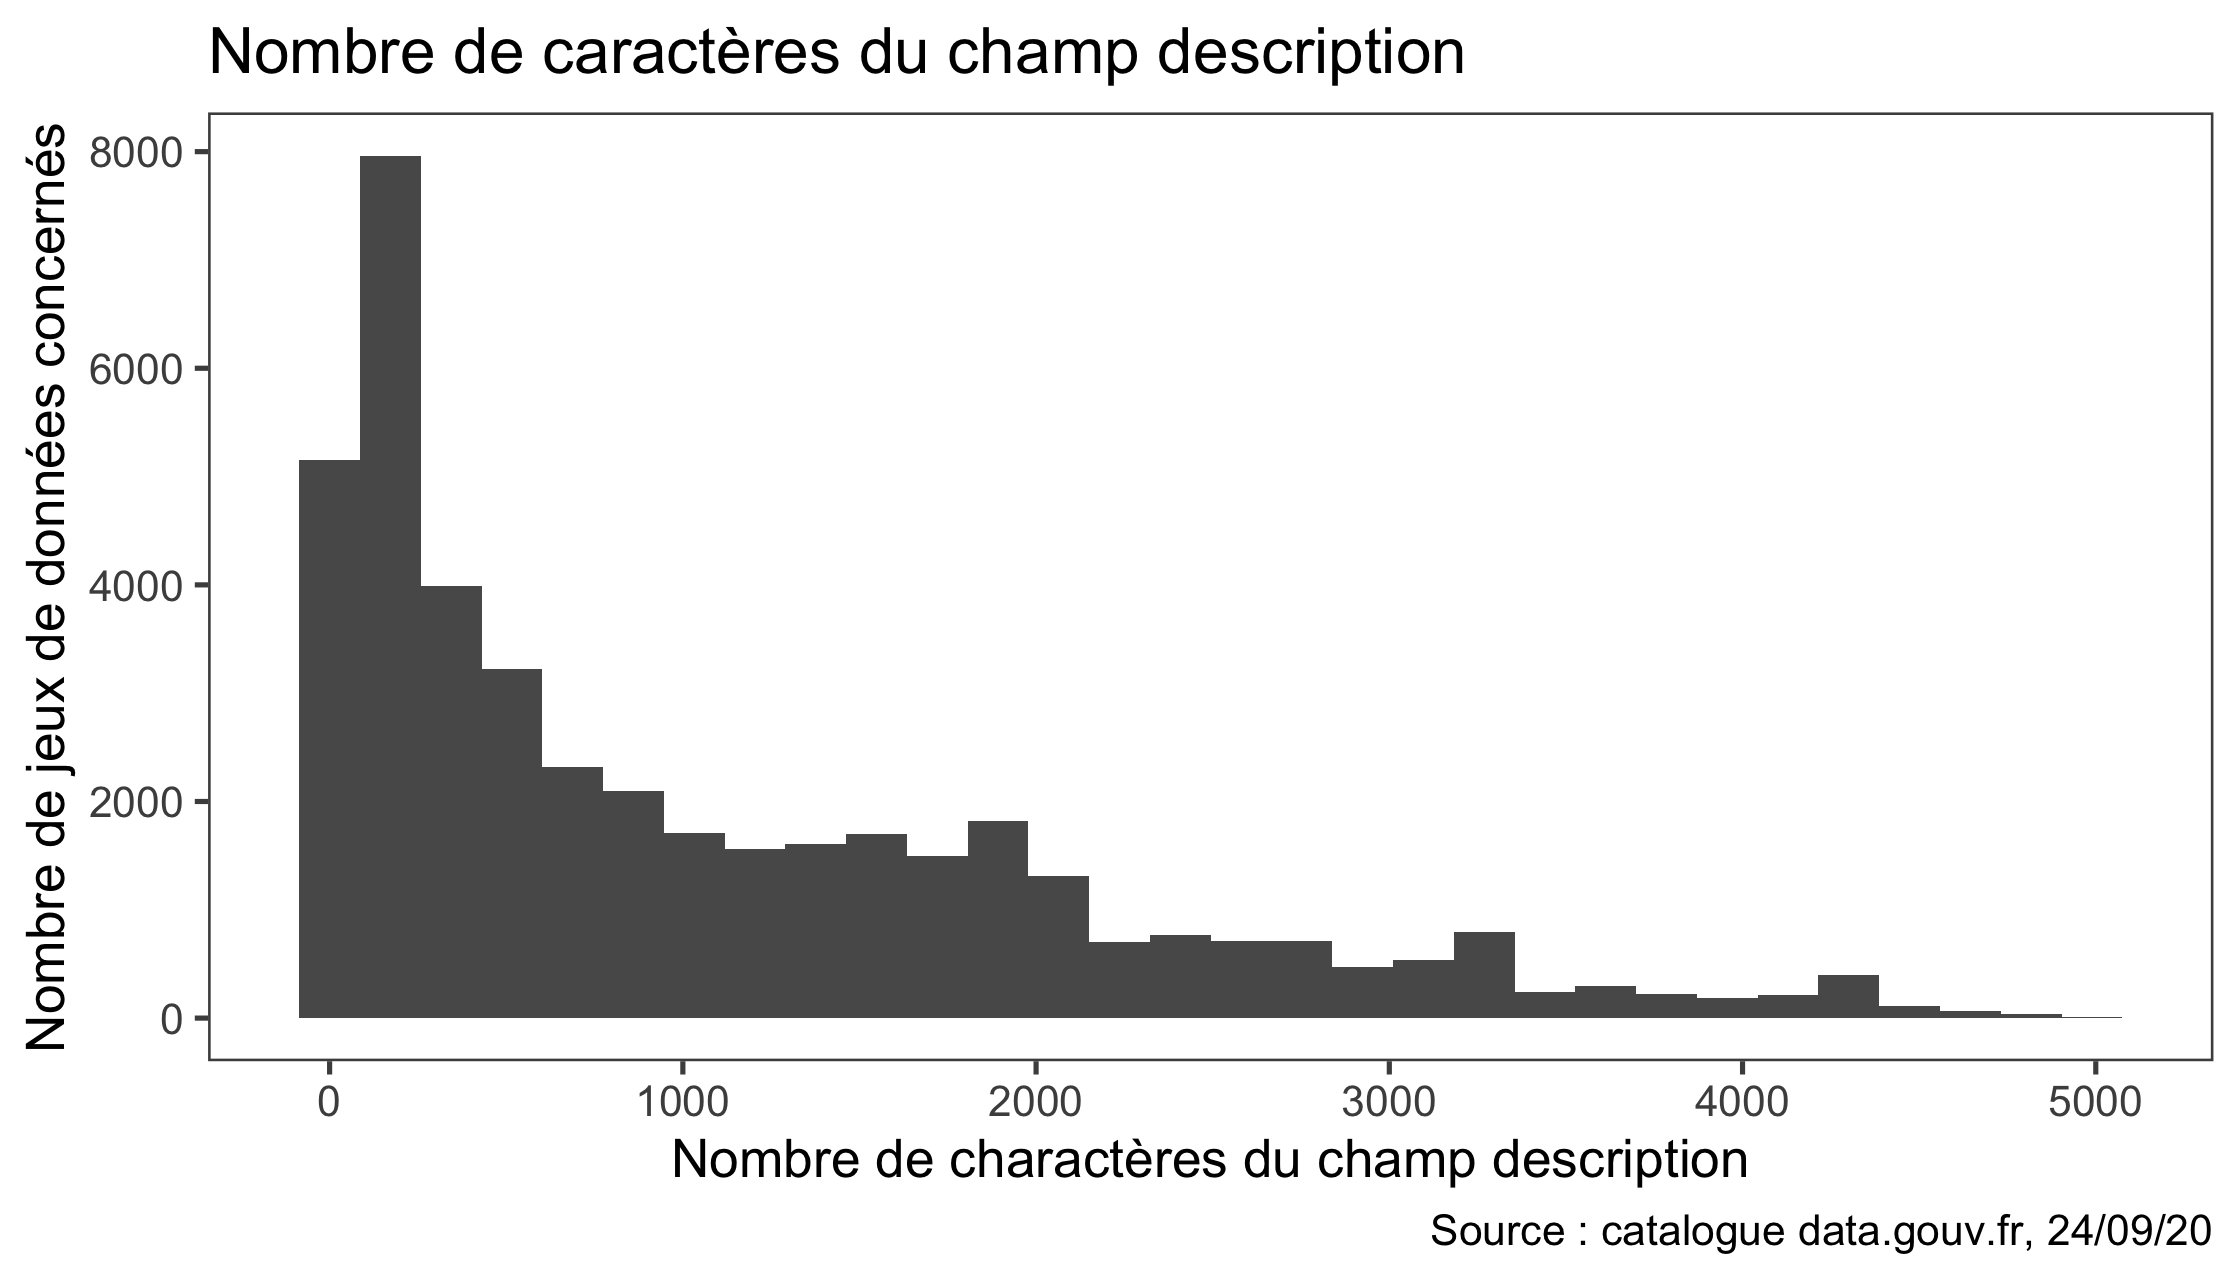 Nombre de caractères du champ description
Nombre de jeux de données concernés
8000
6000
4000
2000
0
0 1000 2000 3000 4000 5000
Nombre de charactères du champ description
Source : catalogue data.gouv.fr, 24/09/20